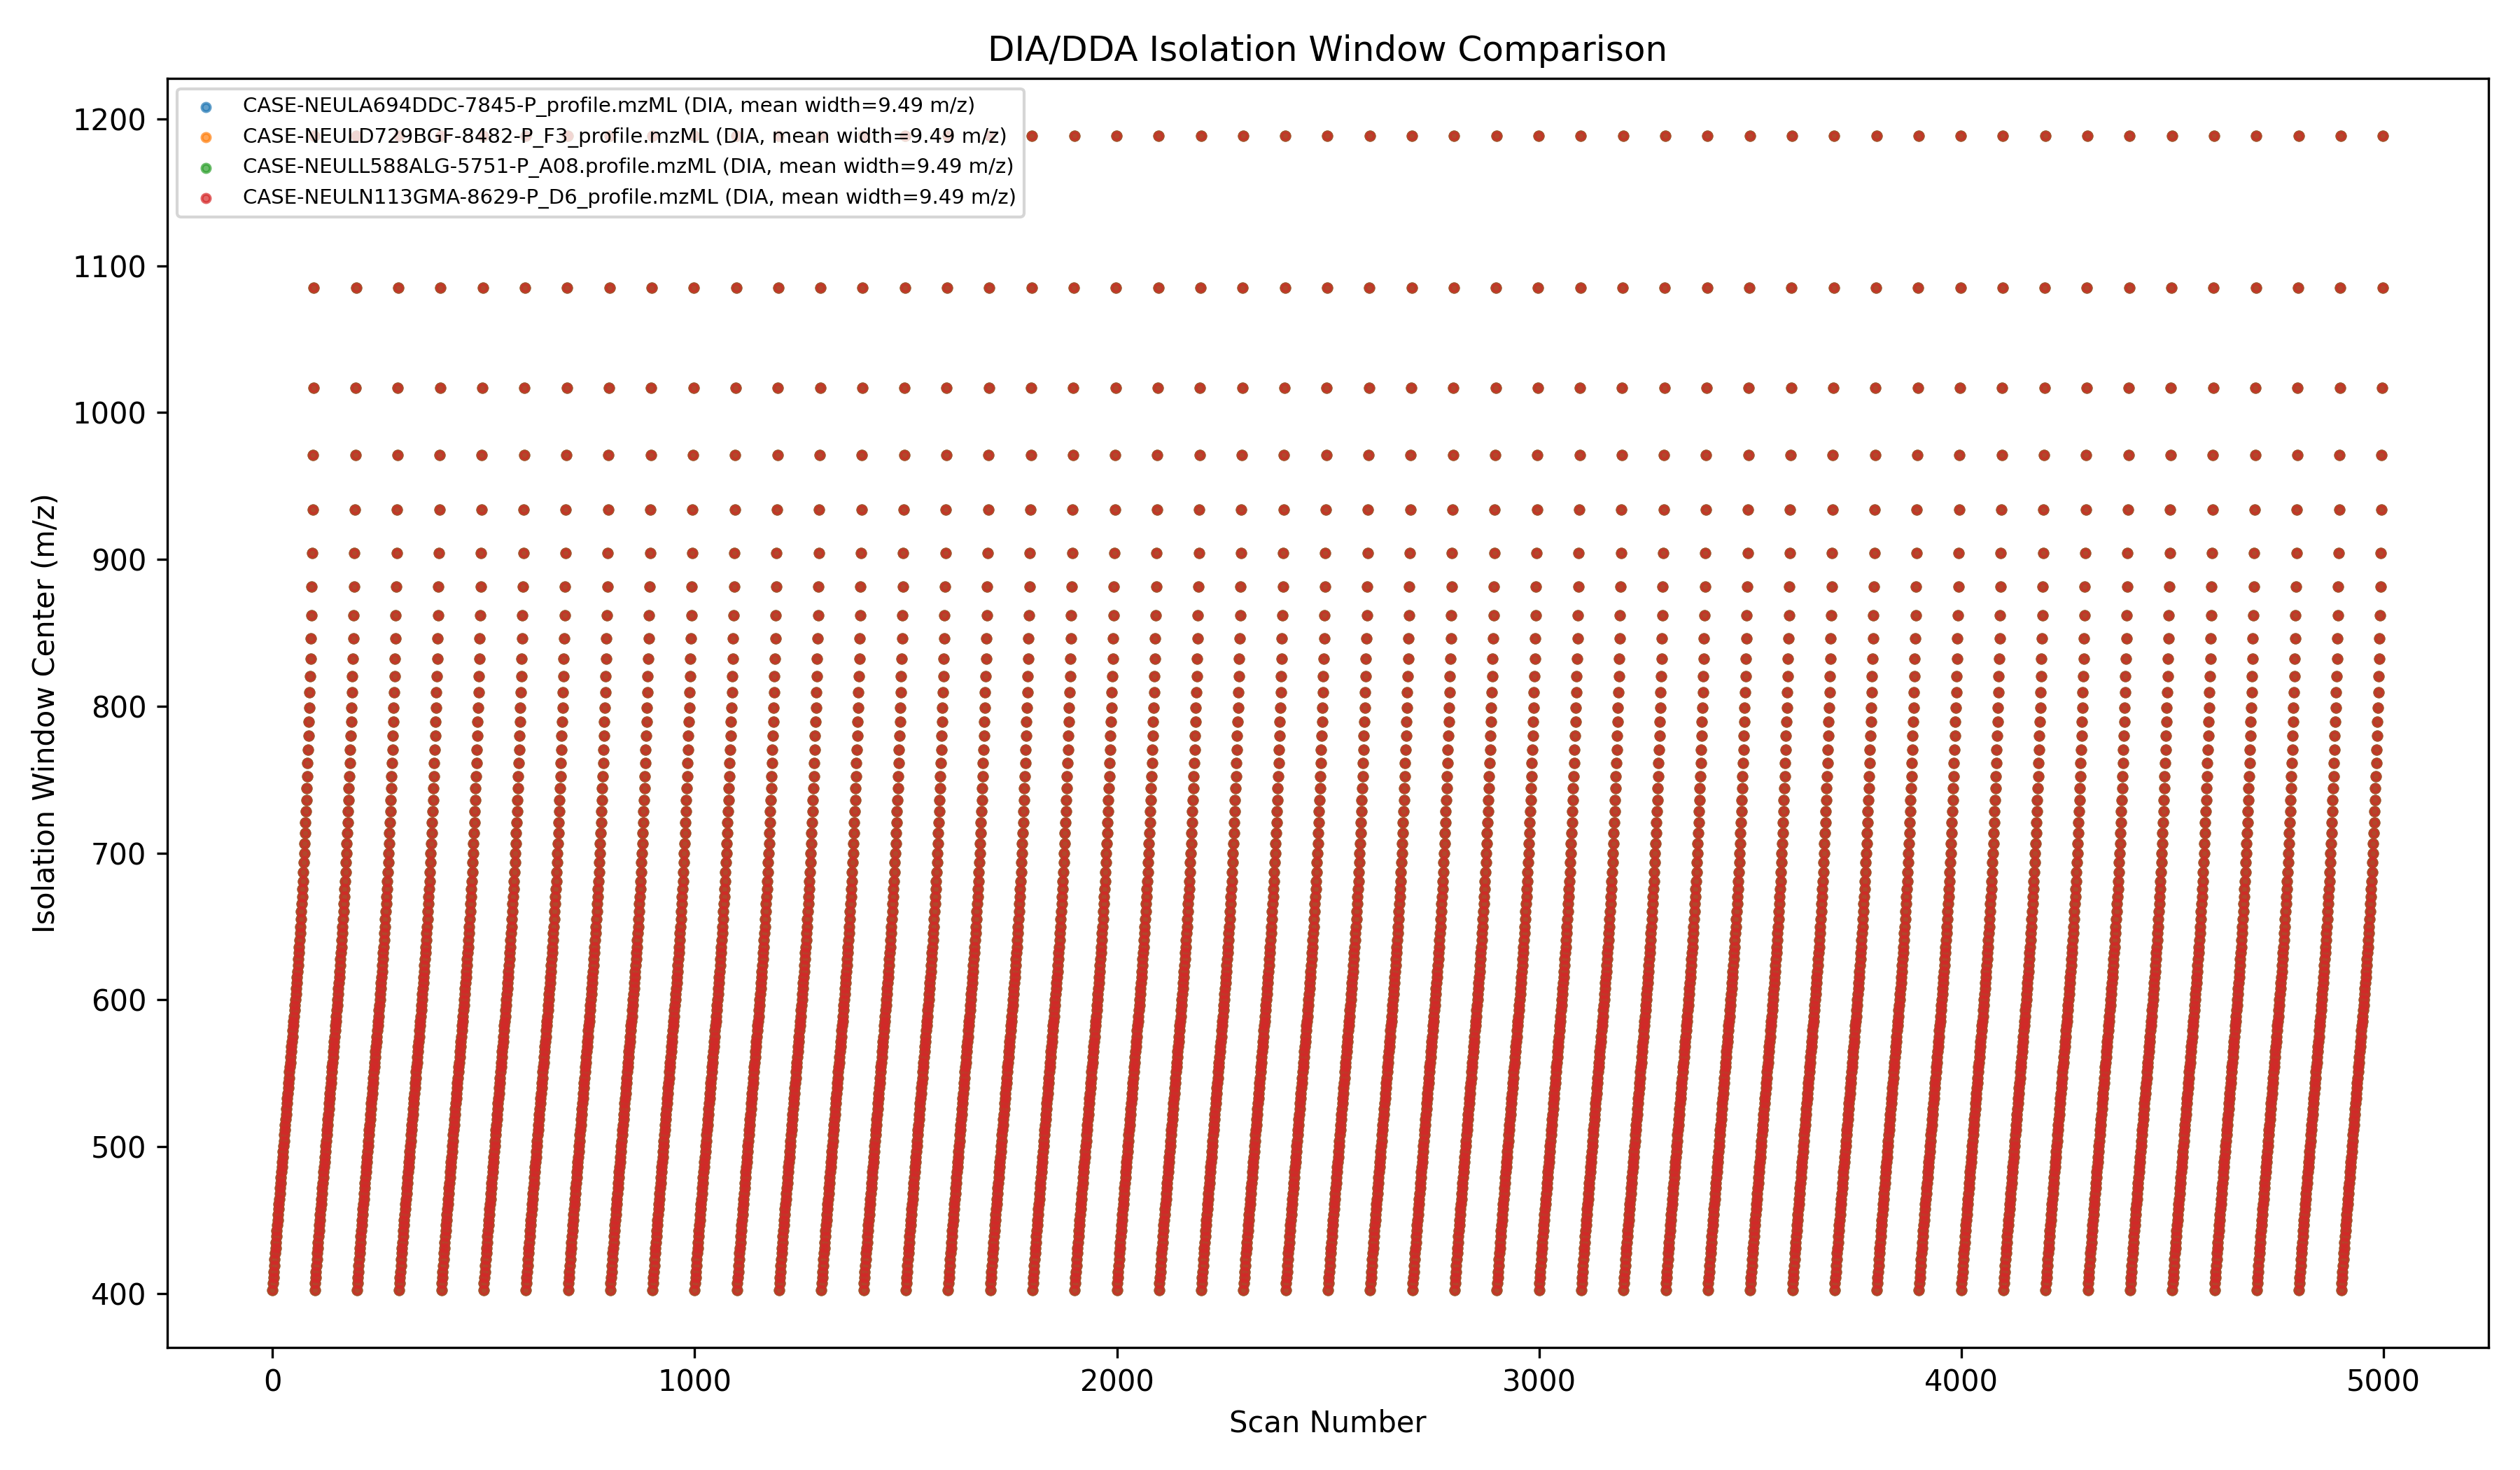 DIA/DDA Isolation Window Comparison
CASE-NEULA694DDC-7845-P_profile.mzML (DIA, mean width=9.49 m/z)
CASE-NEULD729BGF-8482-P_F3_profile.mzML (DIA, mean width=9.49 m/z)
CASE-NEULL588ALG-5751-P_A08.profile.mzML (DIA, mean width=9.49 m/z)
CASE-NEULN113GMA-8629-P_D6_profile.mzML (DIA, mean width=9.49 m/z)
Isolation Window Center (m/z)
1200
1100
1000
900
800
700
600
500
400
0 1000 2000 3000 4000 5000
Scan Number